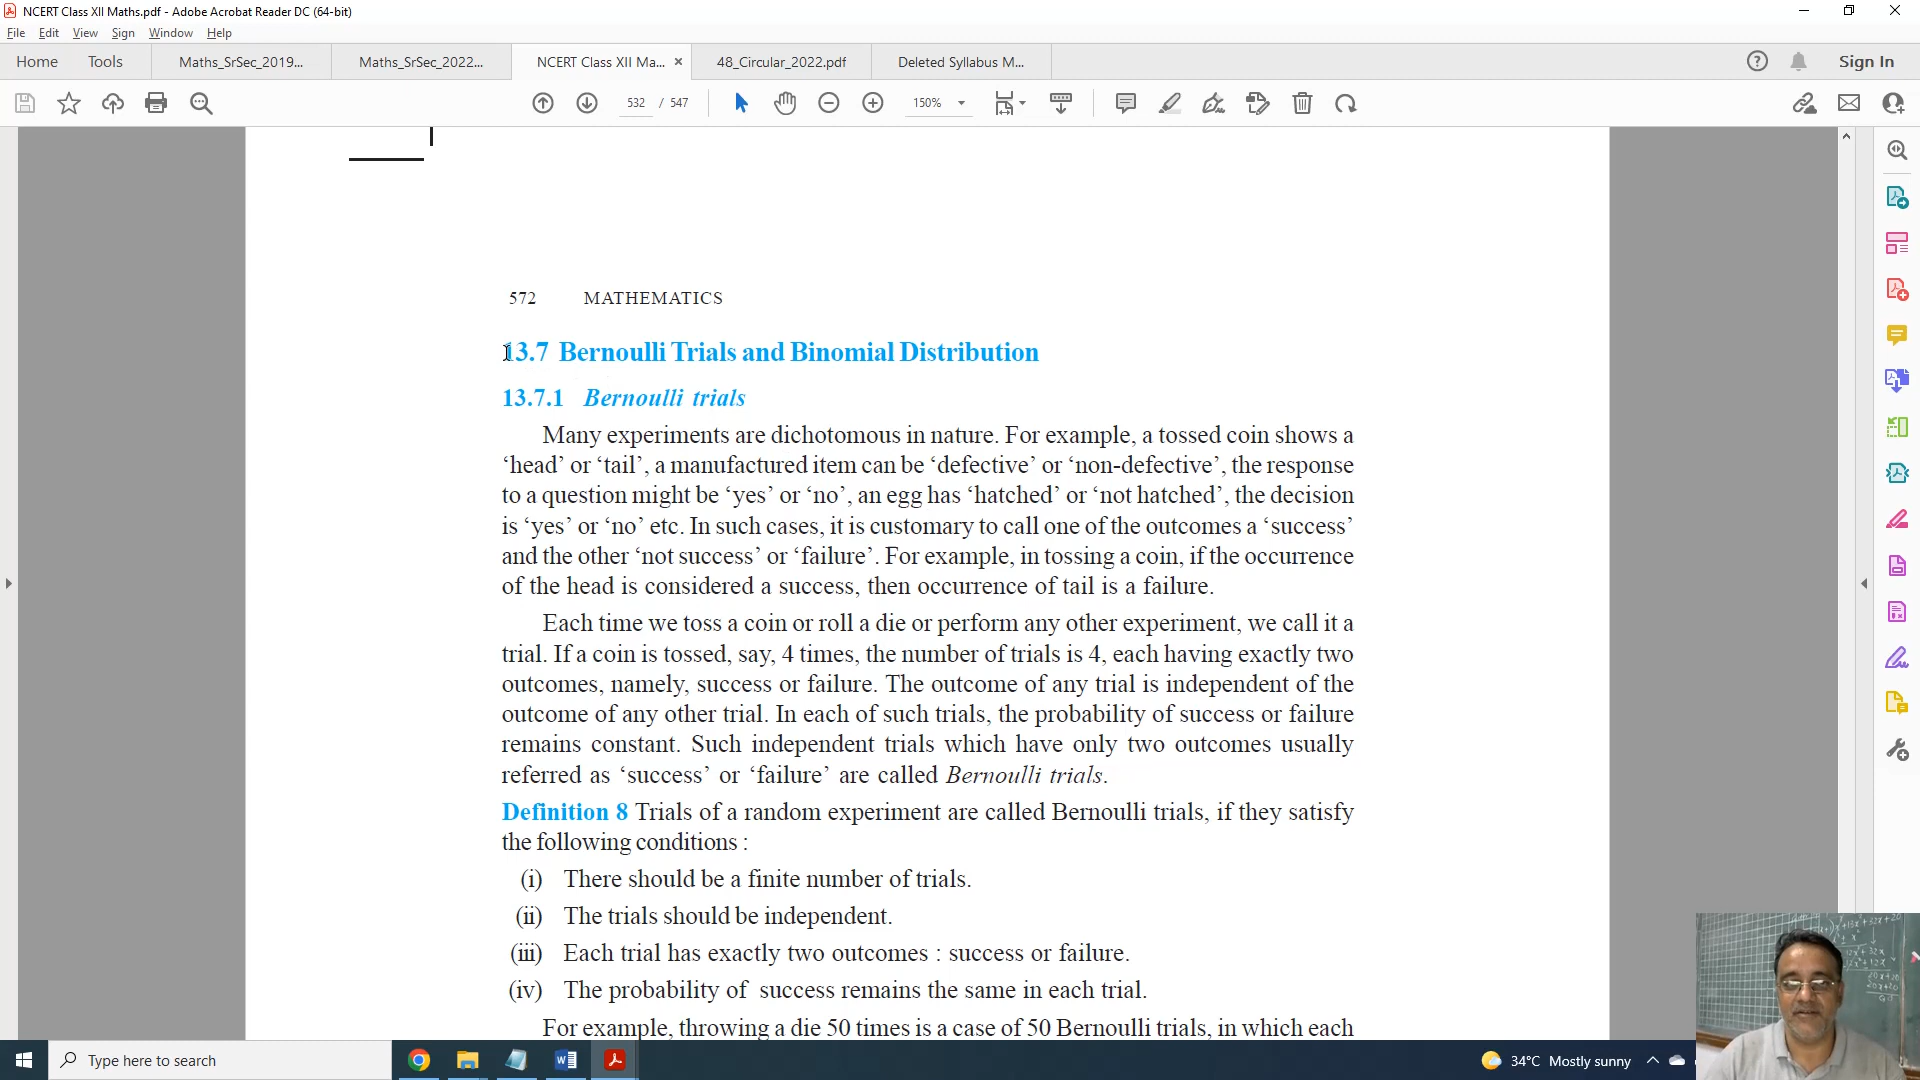 NCERT Class XII Maths.pdf - Adobe Acrobat Reader DC (64-bit)
File Edit View Sign Window Help
Home Tools Maths_SrSec_2019... Maths_SrSec_2022... NCERT Class XII Ma... 48_Circular_2022.pdf Deleted Syllabus M... Sign In
532 / 547 150%
572 MATHEMATICS
13.7 Bernoulli Trials and Binomial Distribution
13.7.1 Bernoulli trials
Many experiments are dichotomous in nature. For example, a tossed coin shows a
‘head’ or ‘tail’, a manufactured item can be ‘defective’ or ‘non-defective’, the response
to a question might be ‘yes’ or ‘no’, an egg has ‘hatched’ or ‘not hatched’, the decision
is ‘yes’ or ‘no’ etc. In such cases, it is customary to call one of the outcomes a ‘success’
and the other ‘not success’ or ‘failure’. For example, in tossing a coin, if the occurrence
of the head is considered a success, then occurrence of tail is a failure.
Each time we toss a coin or roll a die or perform any other experiment, we call it a
trial. If a coin is tossed, say, 4 times, the number of trials is 4, each having exactly two
outcomes, namely, success or failure. The outcome of any trial is independent of the
outcome of any other trial. In each of such trials, the probability of success or failure
remains constant. Such independent trials which have only two outcomes usually
referred as ‘success’ or ‘failure’ are called Bernoulli trials.
Definition 8 Trials of a random experiment are called Bernoulli trials, if they satisfy
the following conditions :
(i) There should be a finite number of trials.
(ii) The trials should be independent.
(iii) Each trial has exactly two outcomes : success or failure.
(iv) The probability of success remains the same in each trial.
For example, throwing a die 50 times is a case of 50 Bernoulli trials, in which each
Type here to search
34°C Mostly sunny